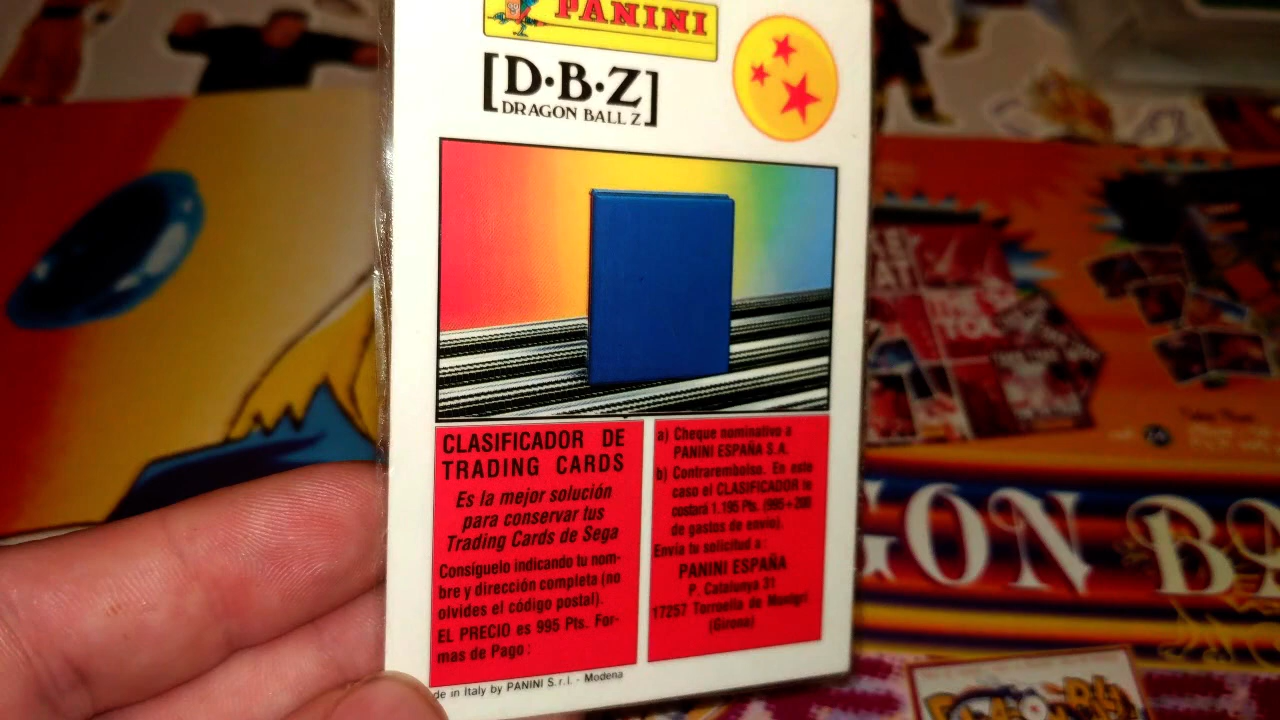 PANINI
[D·B·Z]
DRAGON BALL Z
CLASIFICADOR DE
TRADING CARDS
Es la mejor solución
para conservar tus
Trading Cards de Sega
Consíguelo indicando tu nom-
bre y dirección completa (no
olvides el código postal).
EL PRECIO es 995 Pts. For-
mas de Pago :
a) Cheque nominativo a
PANINI ESPAÑA S.A.
b) Contrarembolso. En este
caso el CLASIFICADOR te
costará 1.195 Pts. (995+200
de gastos de envío).
Envía tu solicitud a :
PANINI ESPAÑA
P. Catalunya 31
17257 Torroella de Montgrí
(Girona)
de in Italy by PANINI S.r.l. - Modena
GON BA